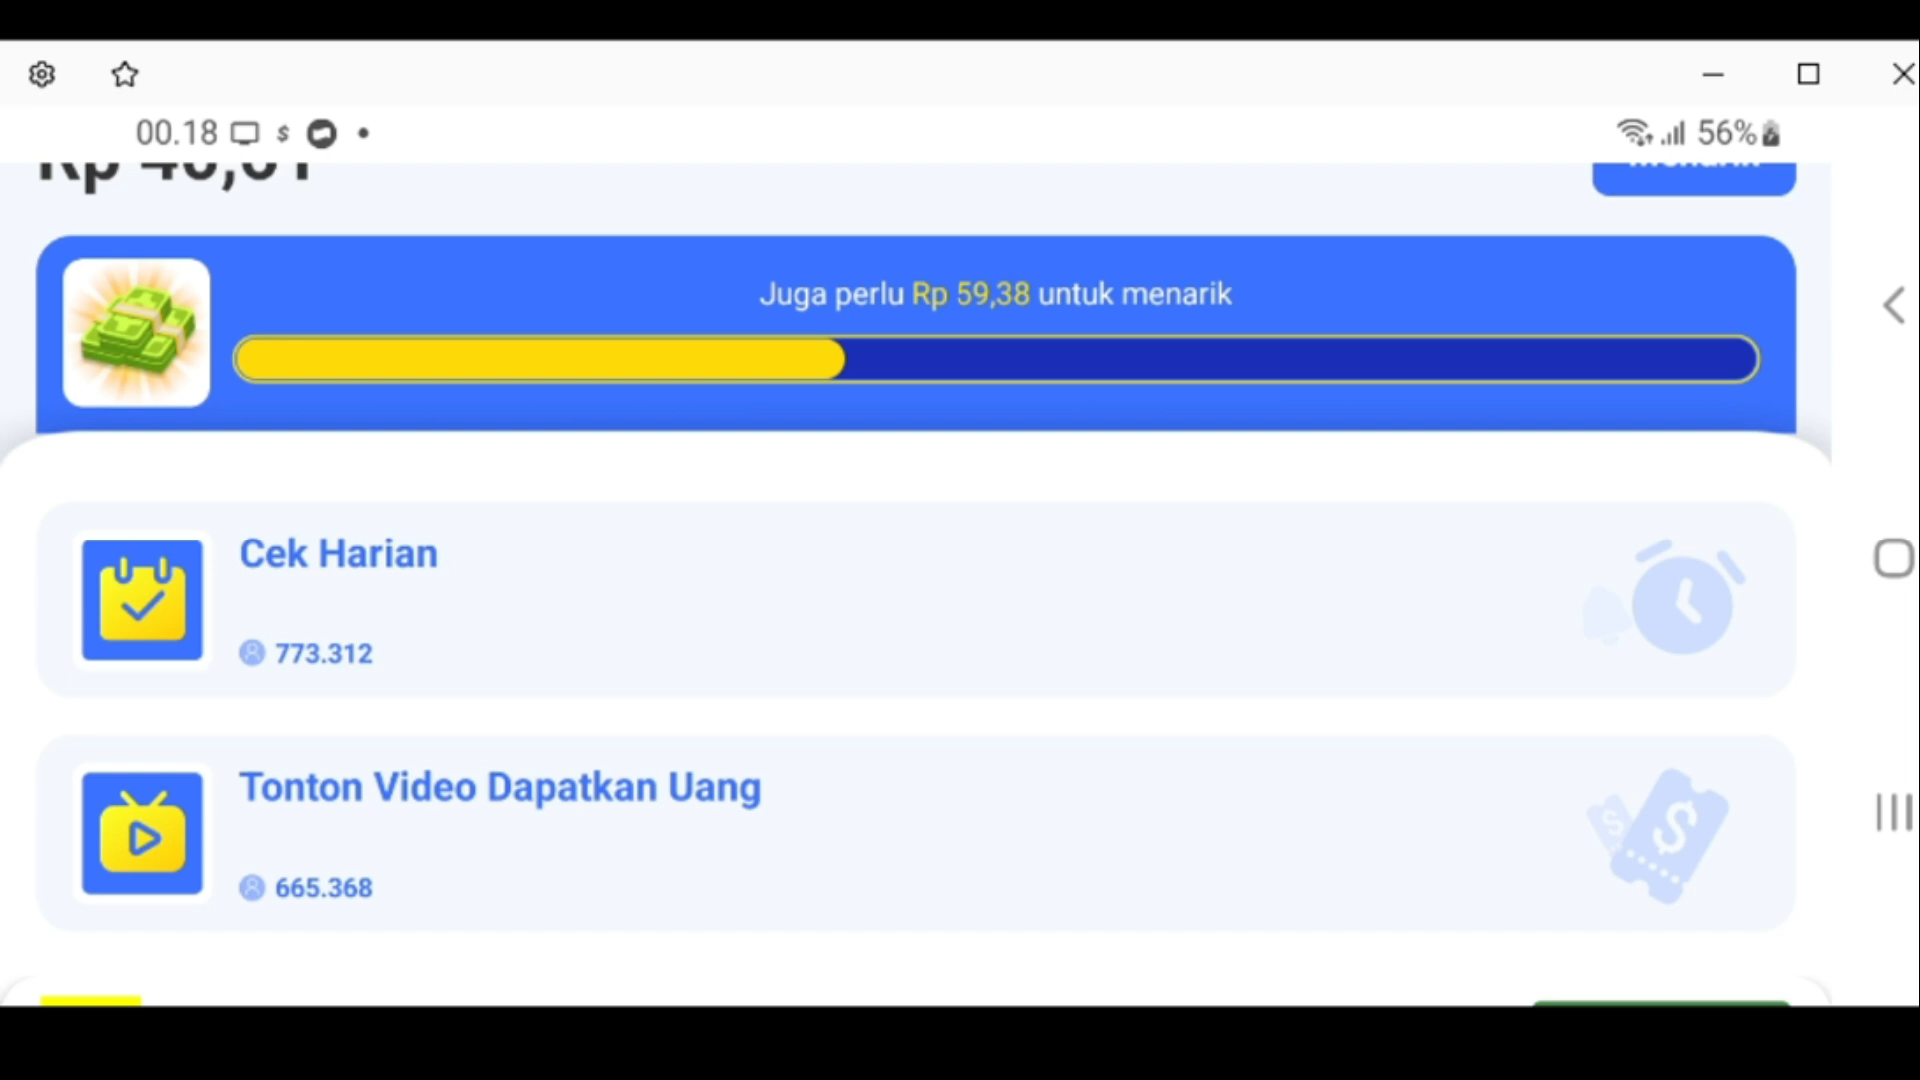 00.18
56%
Rp
Juga perlu Rp 59,38 untuk menarik
Cek Harian
773.312
Tonton Video Dapatkan Uang
665.368